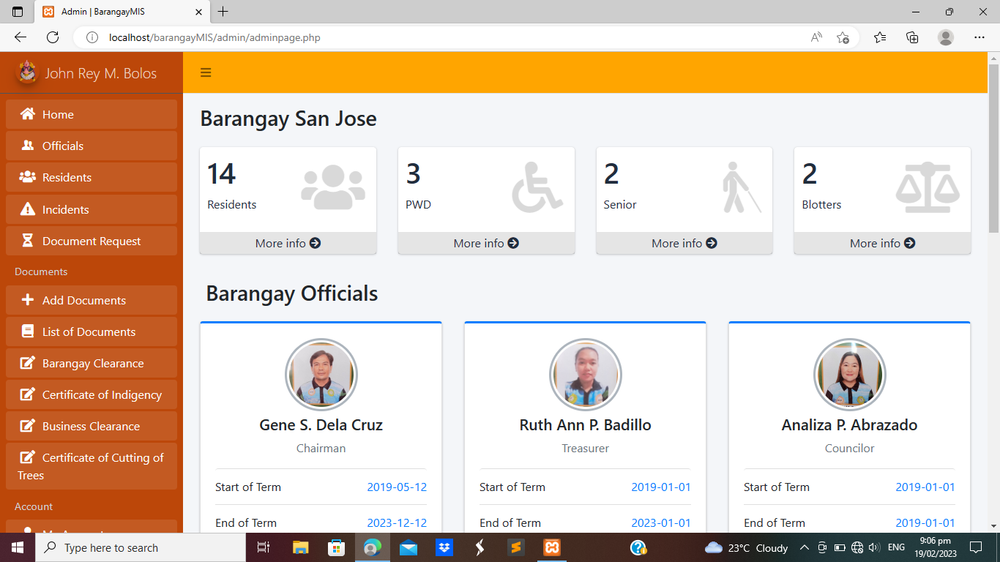 Admin | BarangayMIS
localhost/barangayMIS/admin/adminpage.php
John Rey M. Bolos
Home
Officials
Residents
Incidents
Document Request
Documents
Add Documents
List of Documents
Barangay Clearance
Certificate of Indigency
Business Clearance
Certificate of Cutting of
Trees
Account
Barangay San Jose
14
Residents
More info
3
PWD
More info
2
Senior
More info
2
Blotters
More info
Barangay Officials
Gene S. Dela Cruz
Chairman
Start of Term 2019-05-12
End of Term 2023-12-12
Ruth Ann P. Badillo
Treasurer
Start of Term 2019-01-01
End of Term 2023-01-01
Analiza P. Abrazado
Councilor
Start of Term 2019-01-01
End of Term 2019-01-01
Type here to search
23°C Cloudy
ENG
9:06 pm
19/02/2023